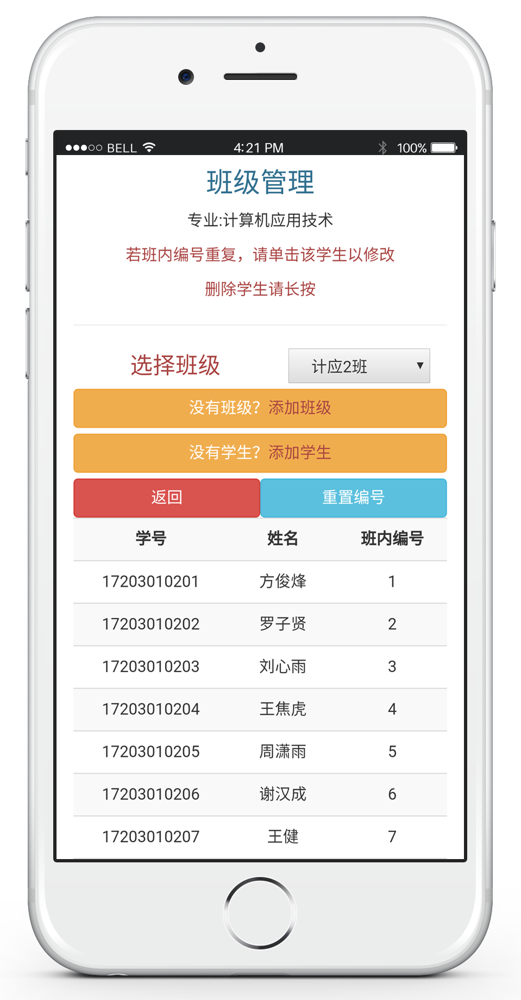 BELL 4:21 PM 100%
班级管理
专业:计算机应用技术
若班内编号重复，请单击该学生以修改
删除学生请长按
选择班级 计应2班
没有班级？添加班级
没有学生？添加学生
返回 重置编号
学号 姓名 班内编号
17203010201 方俊烽 1
17203010202 罗子贤 2
17203010203 刘心雨 3
17203010204 王焦虎 4
17203010205 周潇雨 5
17203010206 谢汉成 6
17203010207 王健 7